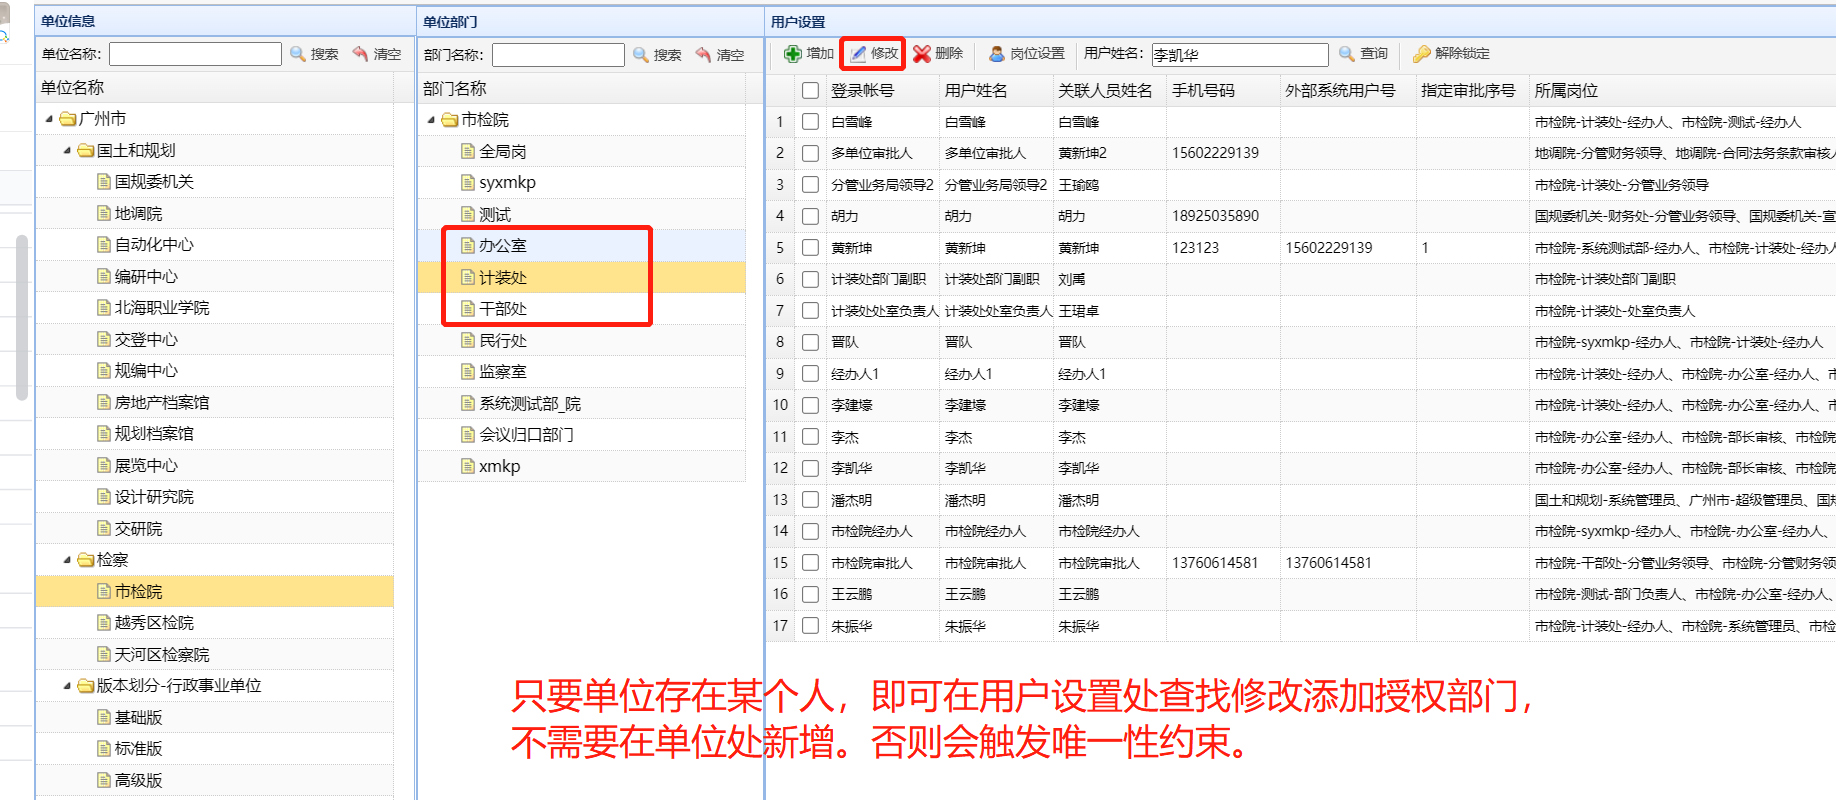 单位信息
单位名称: 搜索 清空
单位名称
广州市
国土和规划
国规委机关
地调院
自动化中心
编研中心
北海职业学院
交登中心
规编中心
房地产档案馆
规划档案馆
展览中心
设计研究院
交研院
检察
市检院
越秀区检院
天河区检察院
版本划分-行政事业单位
基础版
标准版
高级版
单位部门
部门名称: 搜索 清空
部门名称
市检院
全局岗
syxmkp
测试
办公室
计装处
干部处
民行处
监察室
系统测试部_院
会议归口部门
xmkp
用户设置
增加 修改 删除 岗位设置 用户姓名: 李凯华 查询 解除锁定
登录帐号 用户姓名 关联人员姓名 手机号码 外部系统用户号 指定审批序号 所属岗位
1 白雪峰 白雪峰 白雪峰 市检院-计装处-经办人、市检院-测试-经办人
2 多单位审批人 多单位审批人 黄新坤2 15602229139 地调院-分管财务领导、地调院-合同法务条款审核人
3 分管业务局领导2 分管业务局领导2 王瑜鸥 市检院-计装处-分管业务领导
4 胡力 胡力 胡力 18925035890 国规委机关-财务处-分管业务领导、国规委机关-宣
5 黄新坤 黄新坤 黄新坤 123123 15602229139 1 市检院-系统测试部-经办人、市检院-计装处-经办人
6 计装处部门副职 计装处部门副职 刘禹 市检院-计装处部门副职
7 计装处处室负责人 计装处处室负责人 王珺卓 市检院-计装处-处室负责人
8 晋队 晋队 晋队 市检院-syxmkp-经办人、市检院-计装处-经办人
9 经办人1 经办人1 经办人1 市检院-计装处-经办人、市检院-办公室-经办人、市
10 李建壕 李建壕 李建壕 市检院-计装处-经办人、市检院-办公室-经办人、市
11 李杰 李杰 李杰 市检院-办公室-经办人、市检院-部长审核、市检院
12 李凯华 李凯华 李凯华 市检院-办公室-经办人、市检院-部长审核、市检院
13 潘杰明 潘杰明 潘杰明 国土和规划-系统管理员、广州市-超级管理员、国规
14 市检院经办人 市检院经办人 市检院经办人 市检院-syxmkp-经办人、市检院-办公室-经办人、
15 市检院审批人 市检院审批人 市检院审批人 13760614581 13760614581 市检院-干部处-分管业务领导、市检院-分管财务领
16 王云鹏 王云鹏 王云鹏 市检院-测试-部门负责人、市检院-办公室-经办人、
17 朱振华 朱振华 朱振华 市检院-计装处-经办人、市检院-系统管理员、市检
只要单位存在某个人，即可在用户设置处查找修改添加授权部门，
不需要在单位处新增。否则会触发唯一性约束。